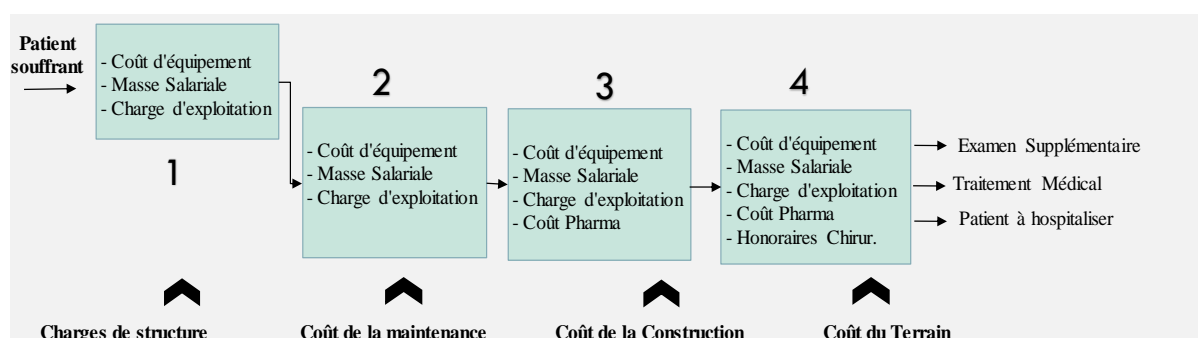 Patient
souffrant
- Coût d'équipement
- Masse Salariale
- Charge d'exploitation
1
2
- Coût d'équipement
- Masse Salariale
- Charge d'exploitation
3
- Coût d'équipement
- Masse Salariale
- Charge d'exploitation
- Coût Pharma
4
- Coût d'équipement
- Masse Salariale
- Charge d'exploitation
- Coût Pharma
- Honoraires Chirur.
Examen Supplémentaire
Traitement Médical
Patient à hospitaliser
Charges de structure
Coût de la maintenance
Coût de la Construction
Coût du Terrain